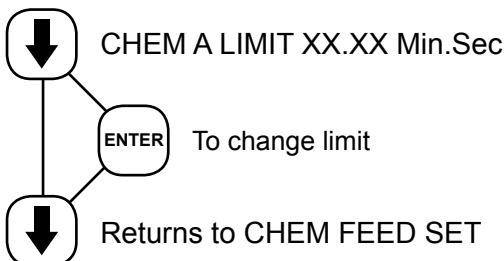 CHEM A LIMIT XX.XX Min.Sec
ENTER To change limit
Returns to CHEM FEED SET